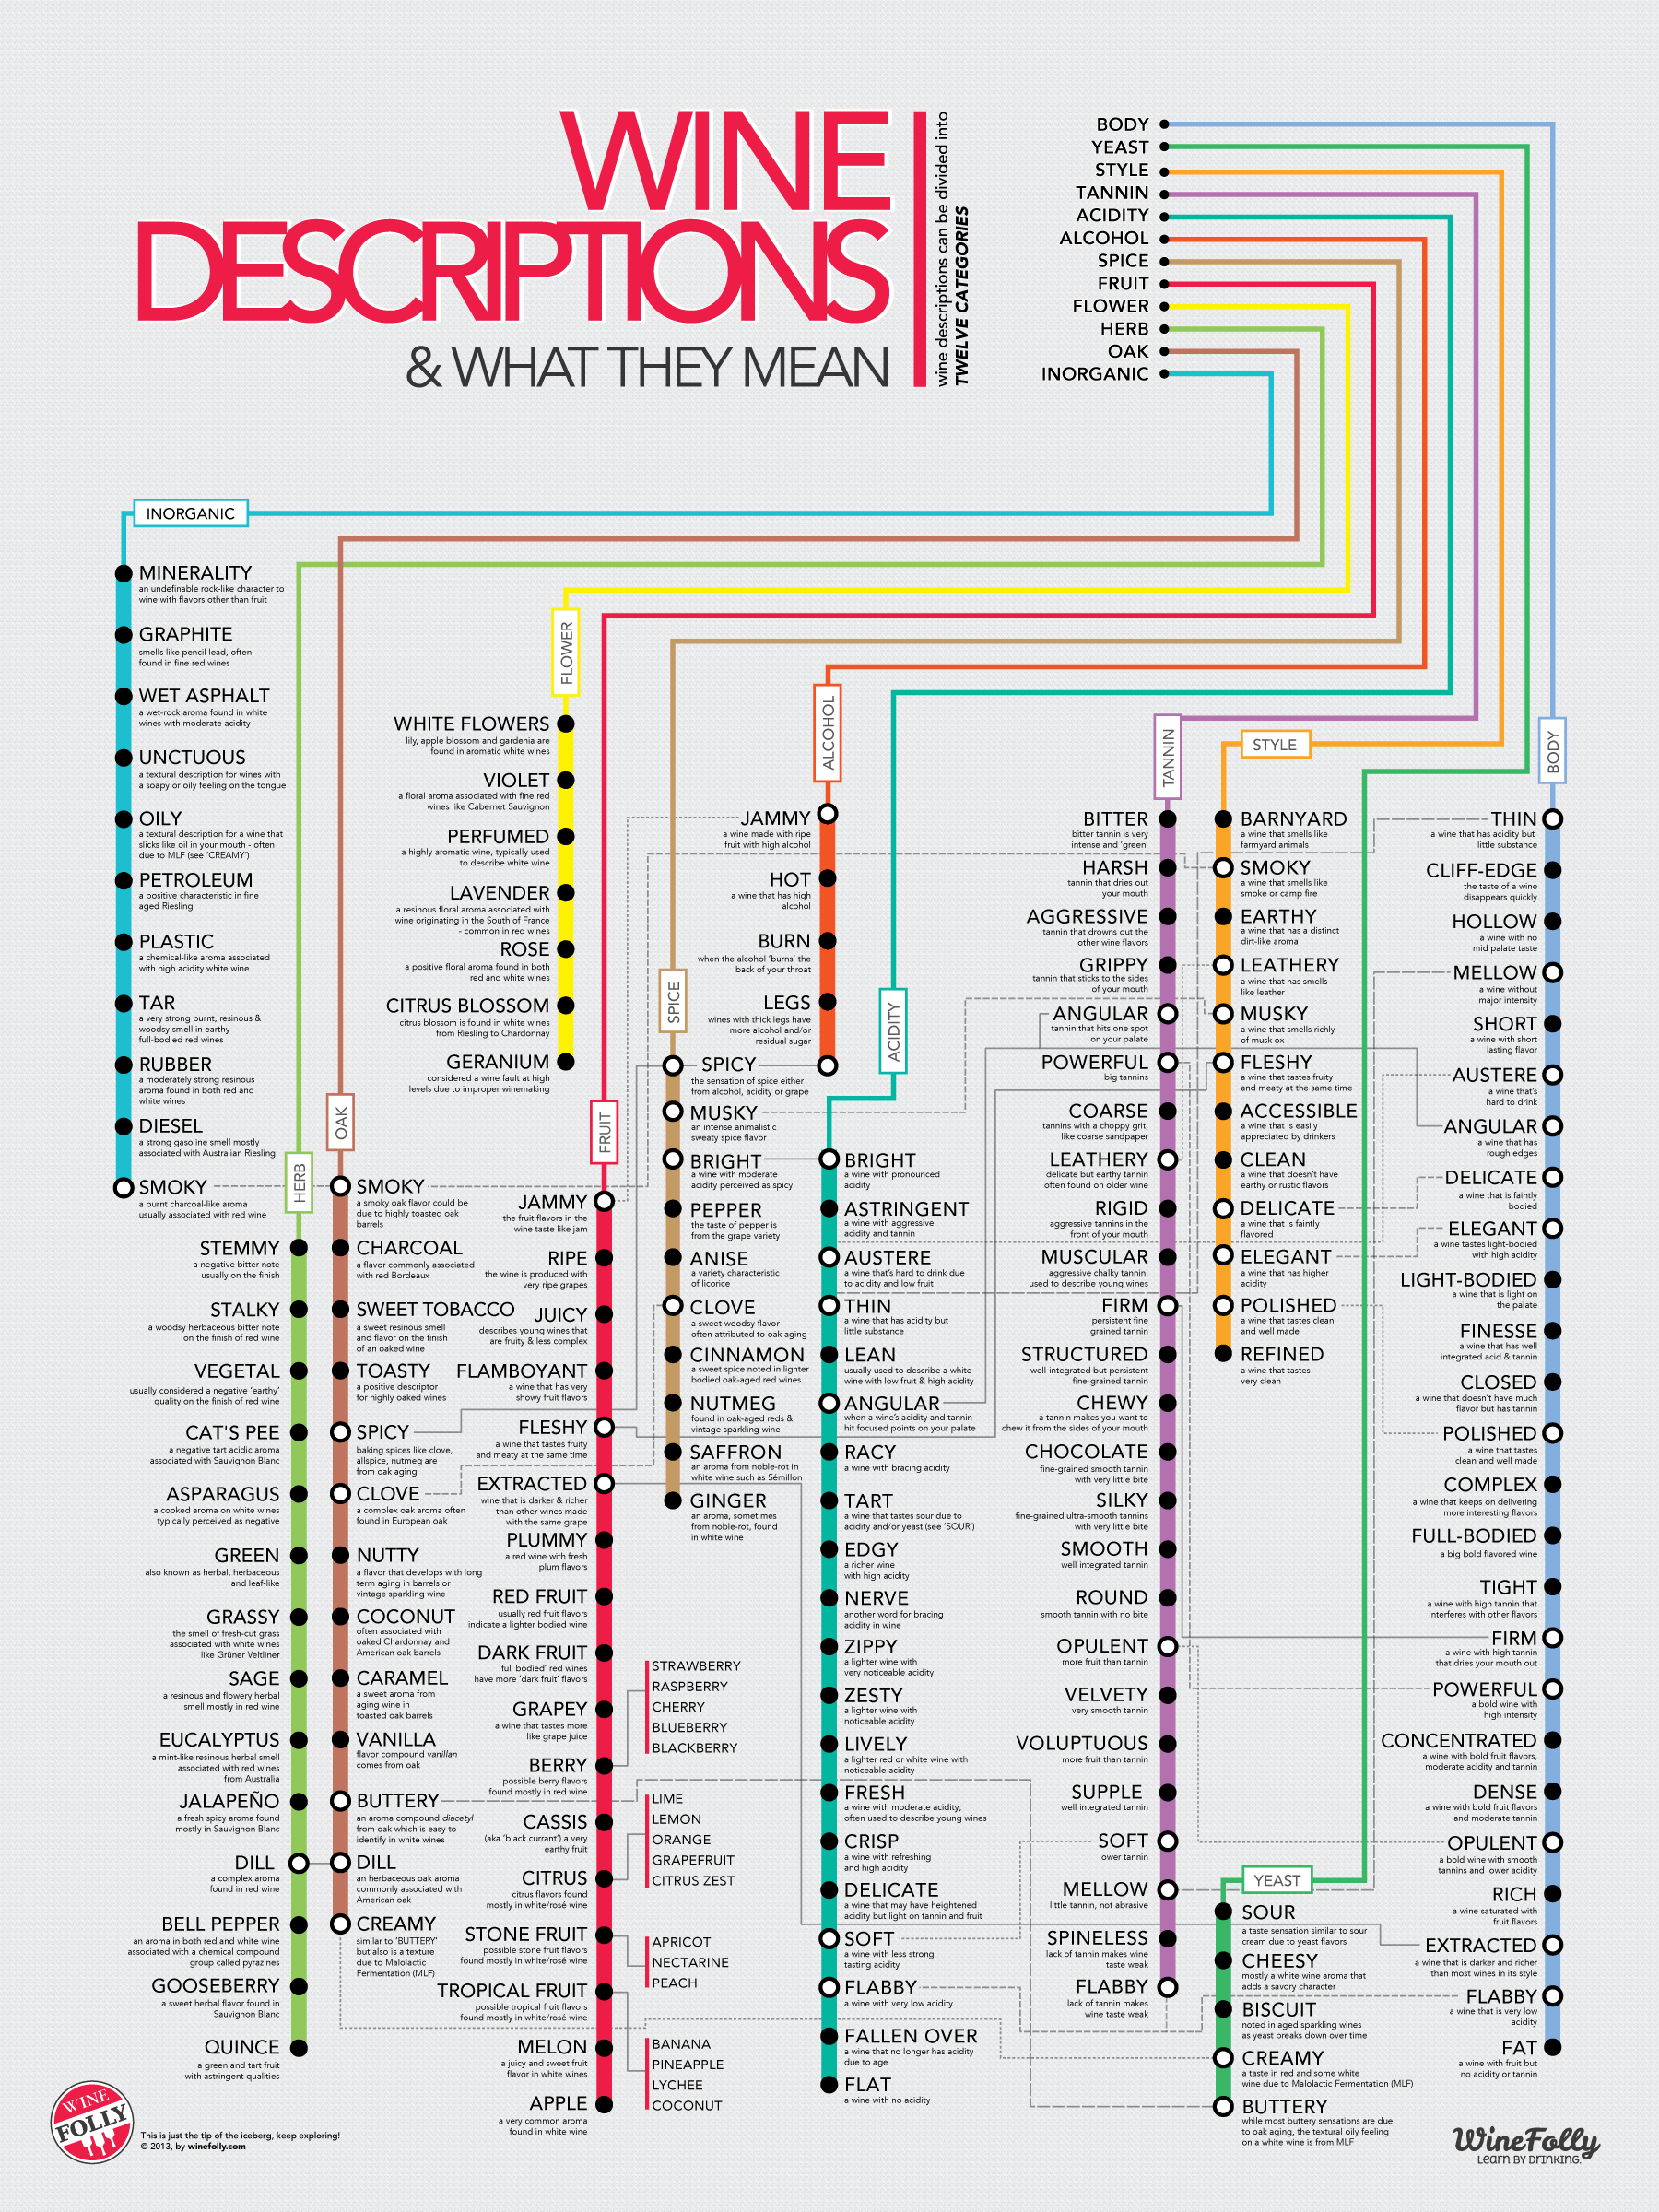 WINE
DESCRIPTIONS
& WHAT THEY MEAN
wine descriptions can be divided into
TWELVE CATEGORIES
BODY
YEAST
STYLE
TANNIN
ACIDITY
ALCOHOL
SPICE
FRUIT
FLOWER
HERB
OAK
INORGANIC
INORGANIC
MINERALITY
an undefinable rock-like character to
wine with flavors other than fruit
GRAPHITE
smells like pencil lead, often
found in fine red wines
WET ASPHALT
a wet-rock aroma found in white
wines with moderate acidity
UNCTUOUS
a textural description for wines with
a soapy or oily feeling on the tongue
OILY
a textural description for a wine that
slicks like oil in your mouth - often
due to MLF (see 'CREAMY')
PETROLEUM
a positive characteristic in fine
aged Riesling
PLASTIC
a chemical-like aroma associated
with high acidity white wine
TAR
a very strong burnt, resinous &
woodsy smell in earthy
full-bodied red wines
RUBBER
a moderately strong resinous
aroma found in both red and
white wines
DIESEL
a strong gasoline smell mostly
associated with Australian Riesling
SMOKY
a burnt charcoal-like aroma
usually associated with red wine
HERB
STEMMY
a negative bitter note
usually on the finish
STALKY
a woodsy herbaceous bitter note
on the finish of red wine
VEGETAL
usually considered a negative 'earthy'
quality on the finish of red wine
CAT'S PEE
a negative tart acidic aroma
associated with Sauvignon Blanc
ASPARAGUS
a cooked aroma on white wines
typically perceived as negative
GREEN
also known as herbal, herbaceous
and leaf-like
GRASSY
the smell of fresh-cut grass
associated with white wines
like Grüner Veltliner
SAGE
a resinous and flowery herbal
smell mostly in red wine
EUCALYPTUS
a mint-like resinous herbal smell
associated with red wines
from Australia
JALAPEÑO
a fresh spicy aroma found
mostly in Sauvignon Blanc
DILL
a complex aroma
found in red wine
BELL PEPPER
an aroma in both red and white wine
associated with a chemical compound
group called pyrazines
GOOSEBERRY
a sweet herbal flavor found in
Sauvignon Blanc
QUINCE
a green and tart fruit
with astringent qualities
OAK
SMOKY
a smoky oak flavor could be
due to highly toasted oak
barrels
CHARCOAL
a flavor commonly associated
with red Bordeaux
SWEET TOBACCO
a sweet resinous smell
and flavor on the finish
of an oaked wine
TOASTY
a positive descriptor
for highly oaked wines
SPICY
baking spices like clove,
allspice, nutmeg are
from oak aging
CLOVE
a complex oak aroma often
found in European oak
NUTTY
a flavor that develops with long
term aging in barrels or
vintage sparkling wine
COCONUT
often associated with
oaked Chardonnay and
American oak barrels
CARAMEL
a sweet aroma from
aging wine in
toasted oak barrels
VANILLA
flavor compound vanillan
comes from oak
BUTTERY
an aroma compound diacetyl
from oak which is easy to
identify in white wines
DILL
an herbaceous oak aroma
commonly associated with
American oak
CREAMY
similar to 'BUTTERY'
but also is a texture
due to Malolactic
Fermentation (MLF)
FLOWER
WHITE FLOWERS
lily, apple blossom and gardenia are
found in aromatic white wines
VIOLET
a floral aroma associated with fine red
wines like Cabernet Sauvignon
PERFUMED
a highly aromatic wine, typically used
to describe white wine
LAVENDER
a resinous floral aroma associated with
wine originating in the South of France
- common in red wines
ROSE
a positive floral aroma found in both
red and white wines
CITRUS BLOSSOM
citrus blossom is found in white wines
from Riesling to Chardonnay
GERANIUM
considered a wine fault at high
levels due to improper winemaking
FRUIT
JAMMY
the fruit flavors in the
wine taste like jam
RIPE
the wine is produced with
very ripe grapes
JUICY
describes young wines that
are fruity & less complex
FLAMBOYANT
a wine that has very
showy fruit flavors
FLESHY
a wine that tastes fruity
and meaty at the same time
EXTRACTED
wine that is darker & richer
than other wines made
with the same grape
PLUMMY
a red wine with fresh
plum flavors
RED FRUIT
usually red fruit flavors
indicate a lighter bodied wine
DARK FRUIT
'full bodied' red wines
have more 'dark fruit' flavors
GRAPEY
a wine that tastes more
like grape juice
BERRY
possible berry flavors
found mostly in red wine
CASSIS
(aka 'black currant') a very
earthy fruit
CITRUS
citrus flavors found
mostly in white/rosé wine
STONE FRUIT
possible stone fruit flavors
found mostly in white/rosé wine
TROPICAL FRUIT
possible tropical fruit flavors
found mostly in white/rosé wine
MELON
a juicy and sweet fruit
flavor in white wines
APPLE
a very common aroma
found in white wine
STRAWBERRY
RASPBERRY
CHERRY
BLUEBERRY
BLACKBERRY
LIME
LEMON
ORANGE
GRAPEFRUIT
CITRUS ZEST
APRICOT
NECTARINE
PEACH
BANANA
PINEAPPLE
LYCHEE
COCONUT
SPICE
SPICY
the sensation of spice either
from alcohol, acidity or grape
MUSKY
an intense animalistic
sweaty spice flavor
BRIGHT
a wine with moderate
acidity perceived as spicy
PEPPER
the taste of pepper is
from the grape variety
ANISE
a variety characteristic
of licorice
CLOVE
a sweet woodsy flavor
often attributed to oak aging
CINNAMON
a sweet spice noted in lighter
bodied oak-aged red wines
NUTMEG
found in oak-aged reds &
vintage sparkling wine
SAFFRON
an aroma from noble-rot in
white wine such as Sémillon
GINGER
an aroma, sometimes
from noble-rot, found
in white wine
ALCOHOL
JAMMY
a wine made with ripe
fruit with high alcohol
HOT
a wine that has high
alcohol
BURN
when the alcohol 'burns' the
back of your throat
LEGS
wines with thick legs have
more alcohol and/or
residual sugar
ACIDITY
BRIGHT
a wine with pronounced
acidity
ASTRINGENT
a wine with aggressive
acidity and tannin
AUSTERE
a wine that's hard to drink due
to acidity and low fruit
THIN
a wine that has acidity but
little substance
LEAN
usually used to describe a white
wine with low fruit & high acidity
ANGULAR
when a wine's acidity and tannin
hit focused points on your palate
RACY
a wine with bracing acidity
TART
a wine that tastes sour due to
acidity and/or yeast (see 'SOUR')
EDGY
a richer wine
with high acidity
NERVE
another word for bracing
acidity in wine
ZIPPY
a lighter wine with
very noticeable acidity
ZESTY
a lighter wine with
noticeable acidity
LIVELY
a lighter red or white wine with
noticeable acidity
FRESH
a wine with moderate acidity;
often used to describe young wines
CRISP
a wine with refreshing
and high acidity
DELICATE
a wine that may have heightened
acidity but light on tannin and fruit
SOFT
a wine with less strong
tasting acidity
FLABBY
a wine with very low acidity
FALLEN OVER
a wine that no longer has acidity
due to age
FLAT
a wine with no acidity
TANNIN
BITTER
bitter tannin is very
intense and 'green'
HARSH
tannin that dries out
your mouth
AGGRESSIVE
tannin that drowns out the
other wine flavors
GRIPPY
tannin that sticks to the sides
of your mouth
ANGULAR
tannin that hits one spot
on your palate
POWERFUL
big tannins
COARSE
tannins with a choppy grit,
like coarse sandpaper
LEATHERY
delicate but earthy tannin
often found on older wine
RIGID
aggressive tannins in the
front of your mouth
MUSCULAR
aggressive chalky tannin,
used to describe young wines
FIRM
persistent fine
grained tannin
STRUCTURED
well-integrated but persistent
fine-grained tannin
CHEWY
a tannin makes you want to
chew it from the sides of your mouth
CHOCOLATE
fine-grained smooth tannin
with very little bite
SILKY
fine-grained ultra-smooth tannins
with very little bite
SMOOTH
well integrated tannin
ROUND
smooth tannin with no bite
OPULENT
more fruit than tannin
VELVETY
very smooth tannin
VOLUPTUOUS
more fruit than tannin
SUPPLE
well integrated tannin
SOFT
lower tannin
MELLOW
little tannin, not abrasive
SPINELESS
lack of tannin makes wine
taste weak
FLABBY
lack of tannin makes
wine taste weak
STYLE
BARNYARD
a wine that smells like
farmyard animals
SMOKY
a wine that smells like
smoke or camp fire
EARTHY
a wine that has a distinct
dirt-like aroma
LEATHERY
a wine that has smells
like leather
MUSKY
a wine that smells richly
of musk ox
FLESHY
a wine that tastes fruity
and meaty at the same time
ACCESSIBLE
a wine that is easily
appreciated by drinkers
CLEAN
a wine that doesn't have
earthy or rustic flavors
DELICATE
a wine that is faintly
flavored
ELEGANT
a wine that has higher
acidity
POLISHED
a wine that tastes clean
and well made
REFINED
a wine that tastes
very clean
YEAST
SOUR
a taste sensation similar to sour
cream due to yeast flavors
CHEESY
mostly a white wine aroma that
adds a savory character
BISCUIT
noted in aged sparkling wines
as yeast breaks down over time
CREAMY
a taste in red and some white
wine due to Malolactic Fermentation (MLF)
BUTTERY
while most buttery sensations are due
to oak aging, the textural oily feeling
on a white wine is from MLF
BODY
THIN
a wine that has acidity but
little substance
CLIFF-EDGE
the taste of a wine
disappears quickly
HOLLOW
a wine with no
mid palate taste
MELLOW
a wine without
major intensity
SHORT
a wine with short
lasting flavor
AUSTERE
a wine that's
hard to drink
ANGULAR
a wine that has
rough edges
DELICATE
a wine that is faintly
bodied
ELEGANT
a wine tastes light-bodied
with high acidity
LIGHT-BODIED
a wine that is light on
the palate
FINESSE
a wine that has well
integrated acid & tannin
CLOSED
a wine that doesn't have much
flavor but has tannin
POLISHED
a wine that tastes
clean and well made
COMPLEX
a wine that keeps on delivering
more interesting flavors
FULL-BODIED
a big bold flavored wine
TIGHT
a wine with high tannin that
interferes with other flavors
FIRM
a wine with high tannin
that dries your mouth out
POWERFUL
a bold wine with
high intensity
CONCENTRATED
a wine with bold fruit flavors,
moderate acidity and tannin
DENSE
a wine with bold fruit flavors
and moderate tannin
OPULENT
a bold wine with smooth
tannins and lower acidity
RICH
a wine saturated with
fruit flavors
EXTRACTED
a wine that is darker and richer
than most wines in its style
FLABBY
a wine that is very low
acidity
FAT
a wine with fruit but
no acidity or tannin
WINE
FOLLY
This is just the tip of the iceberg, keep exploring!
© 2013, by winefolly.com
WineFolly
Learn by Drinking.